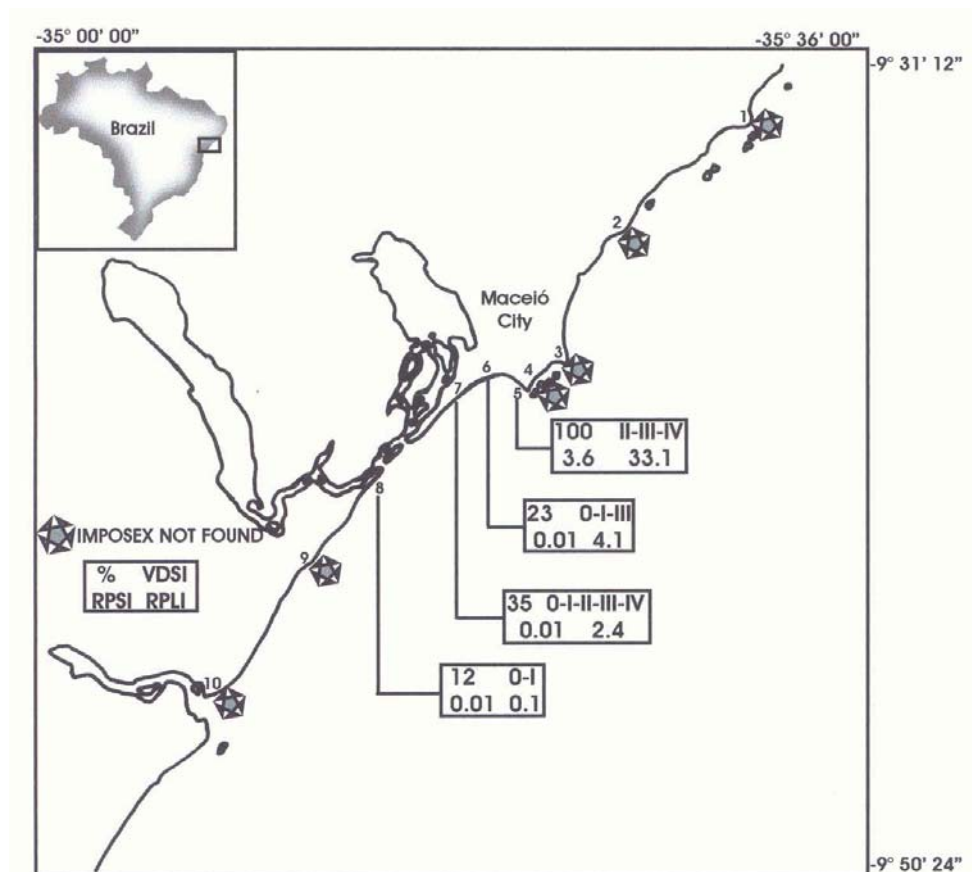 -35° 00' 00"
-35° 36' 00"
-9° 31' 12"
Brazil
1
2
Maceió
City
3
4
5
6
7
100 II-III-IV
3.6 33.1
8
23 0-I-III
0.01 4.1
IMPOSEX NOT FOUND
9
% VDSI
RPSI RPLI
35 0-I-II-III-IV
0.01 2.4
12 0-I
0.01 0.1
10
-9° 50' 24"